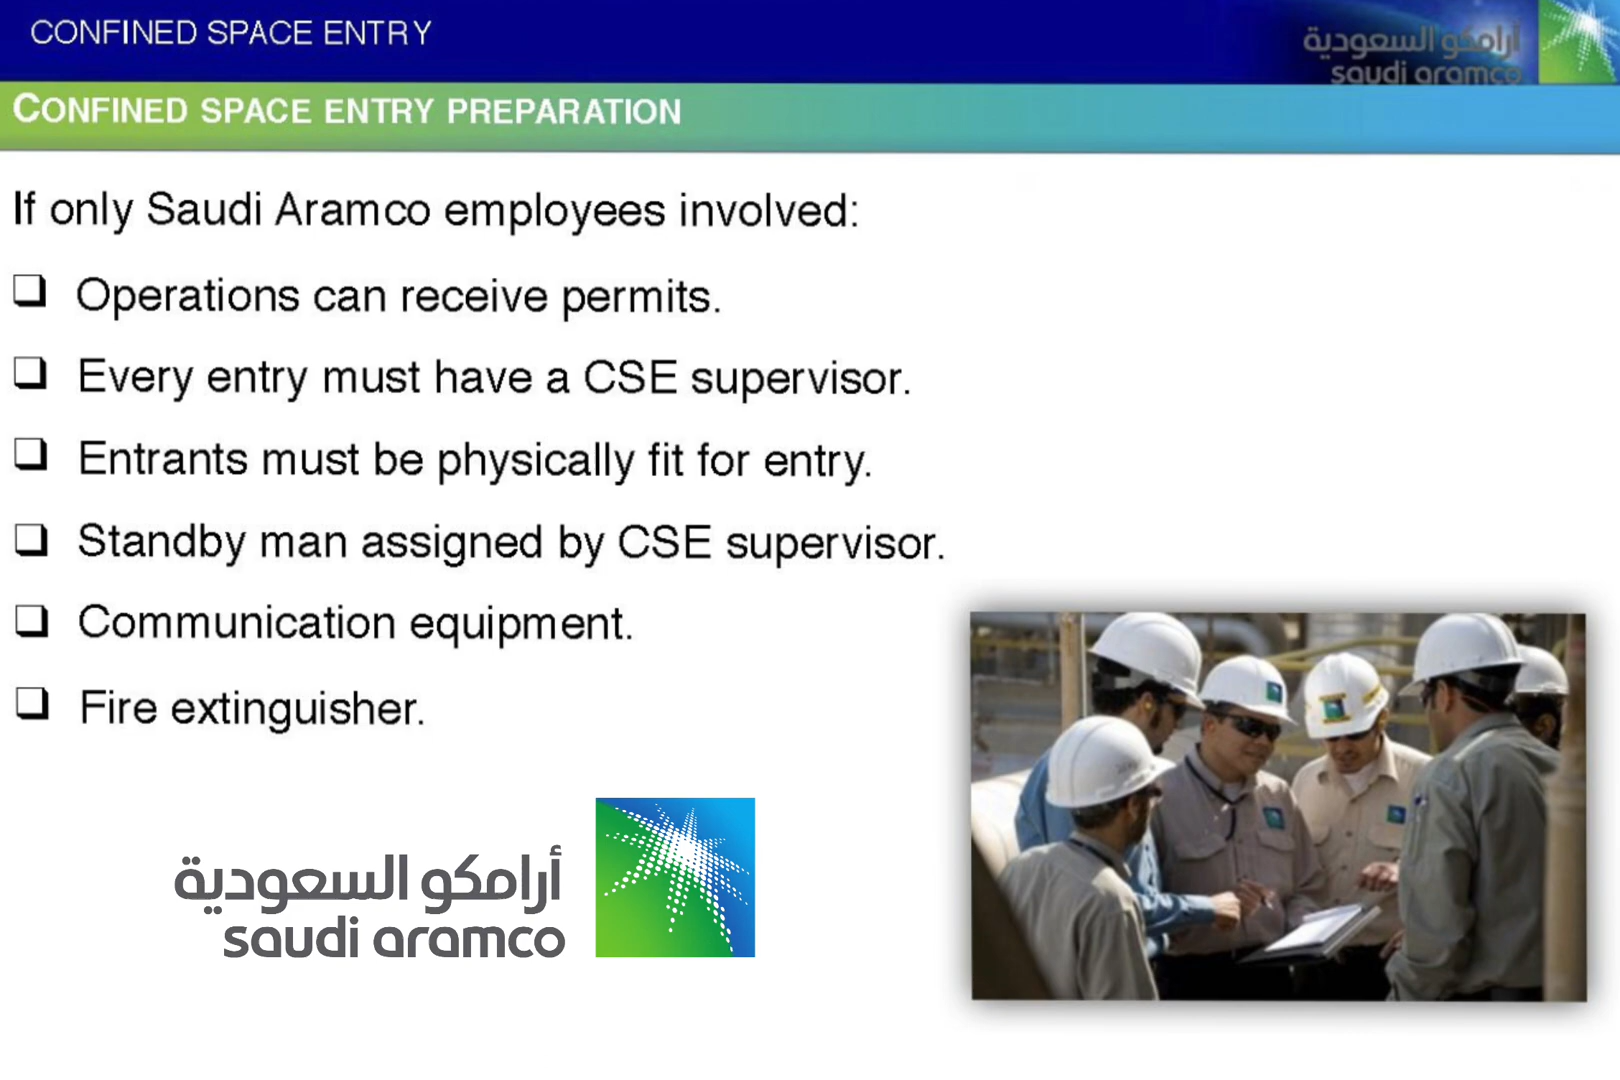 CONFINED SPACE ENTRY
أرامكو السعودية
saudi aramco
CONFINED SPACE ENTRY PREPARATION
If only Saudi Aramco employees involved:
❑ Operations can receive permits.
❑ Every entry must have a CSE supervisor.
❑ Entrants must be physically fit for entry.
❑ Standby man assigned by CSE supervisor.
❑ Communication equipment.
❑ Fire extinguisher.
أرامكو السعودية
saudi aramco